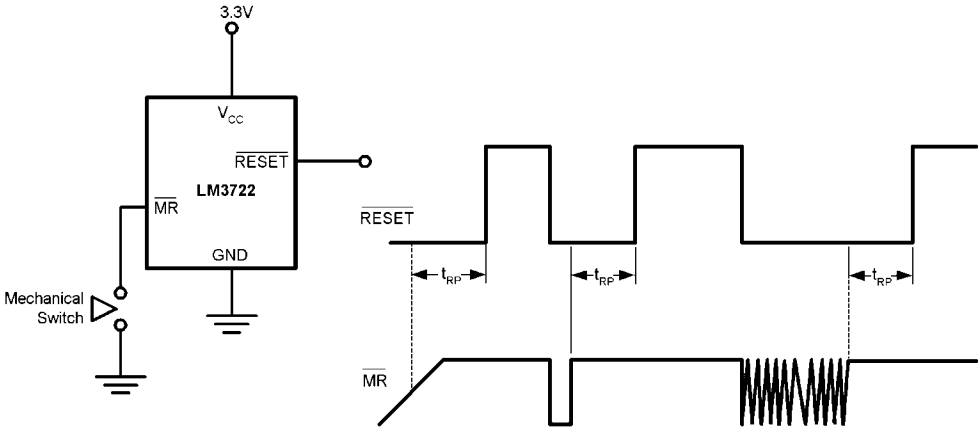 3.3V
VCC
RESET
LM3722
MR
GND
Mechanical
Switch
RESET
tRP
tRP
tRP
MR